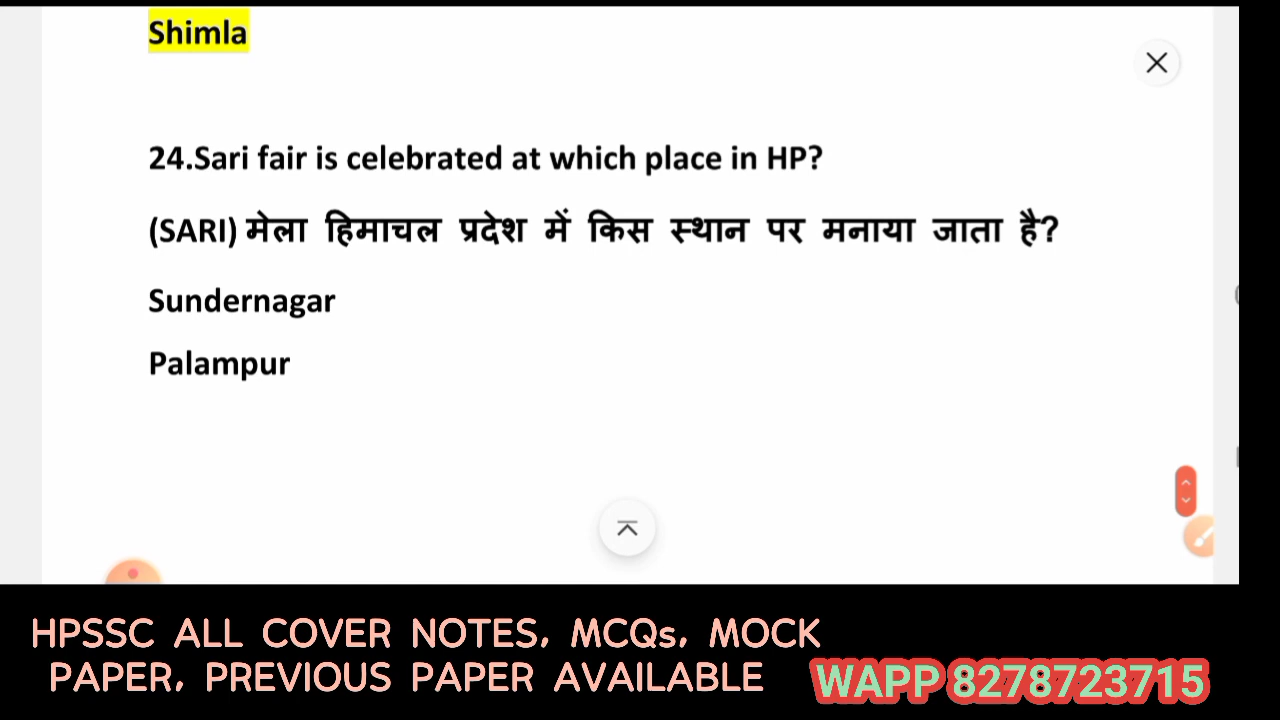 Shimla
24.Sari fair is celebrated at which place in HP?
(SARI) मेला हिमाचल प्रदेश में किस स्थान पर मनाया जाता है?
Sundernagar
Palampur
HPSSC ALL COVER NOTES, MCQs, MOCK
PAPER, PREVIOUS PAPER AVAILABLE
WAPP 8278723715